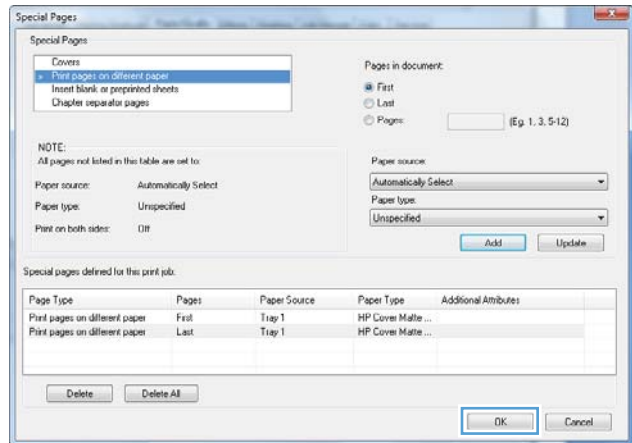 Special Pages
Special Pages
Covers
Print pages on different paper
Insert blank or preprinted sheets
Chapter separator pages
Pages in document:
First
Last
Pages:
(Eg. 1, 3, 5-12)
NOTE:
All pages not listed in this table are set to:
Paper source: Automatically Select
Paper type: Unspecified
Print on both sides: Off
Paper source:
Automatically Select
Paper type:
Unspecified
Add Update
Special pages defined for this print job:
Page Type Pages Paper Source Paper Type Additional Attributes
Print pages on different paper First Tray 1 HP Cover Matte ...
Print pages on different paper Last Tray 1 HP Cover Matte ...
Delete Delete All
OK Cancel